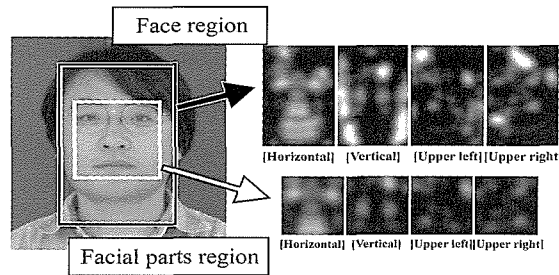 Face region
[Horizontal] [Vertical] [Upper left] [Upper right]
[Horizontal] [Vertical] [Upper left] [Upper right]
Facial parts region